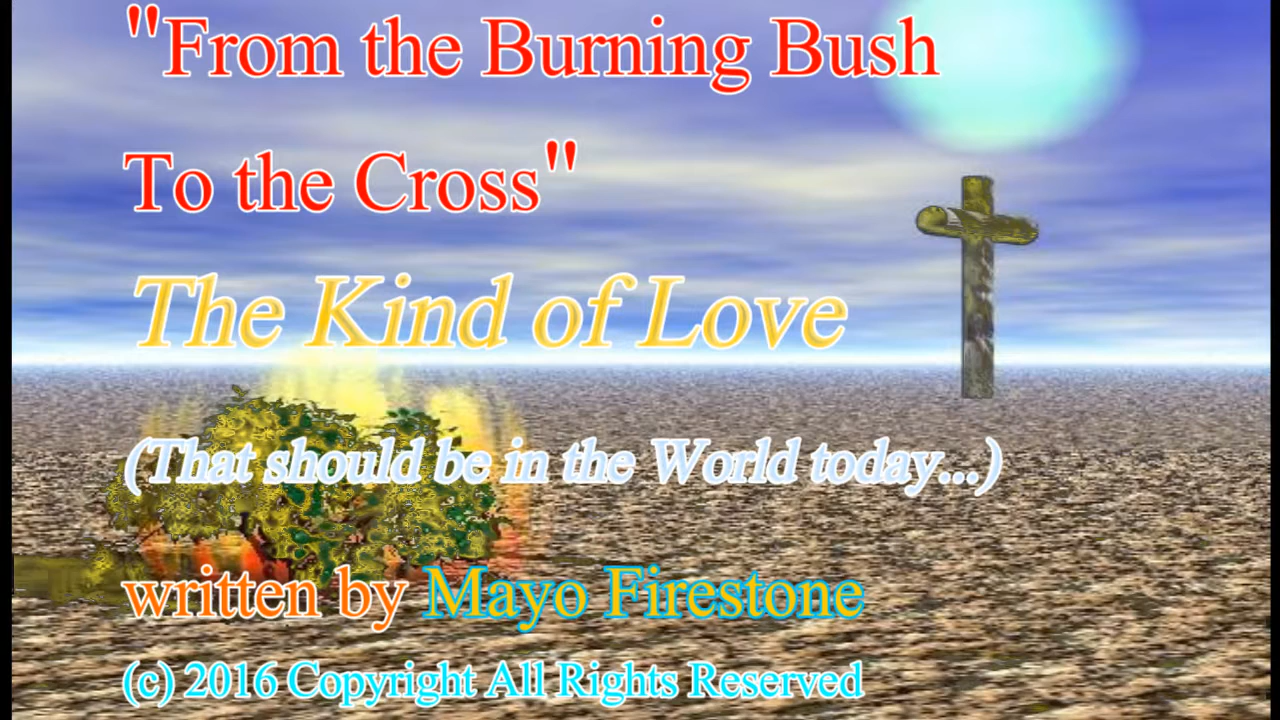 "From the Burning Bush
To the Cross"
The Kind of Love
(That should be in the World today...)
written by Mayo Firestone
(c) 2016 Copyright All Rights Reserved